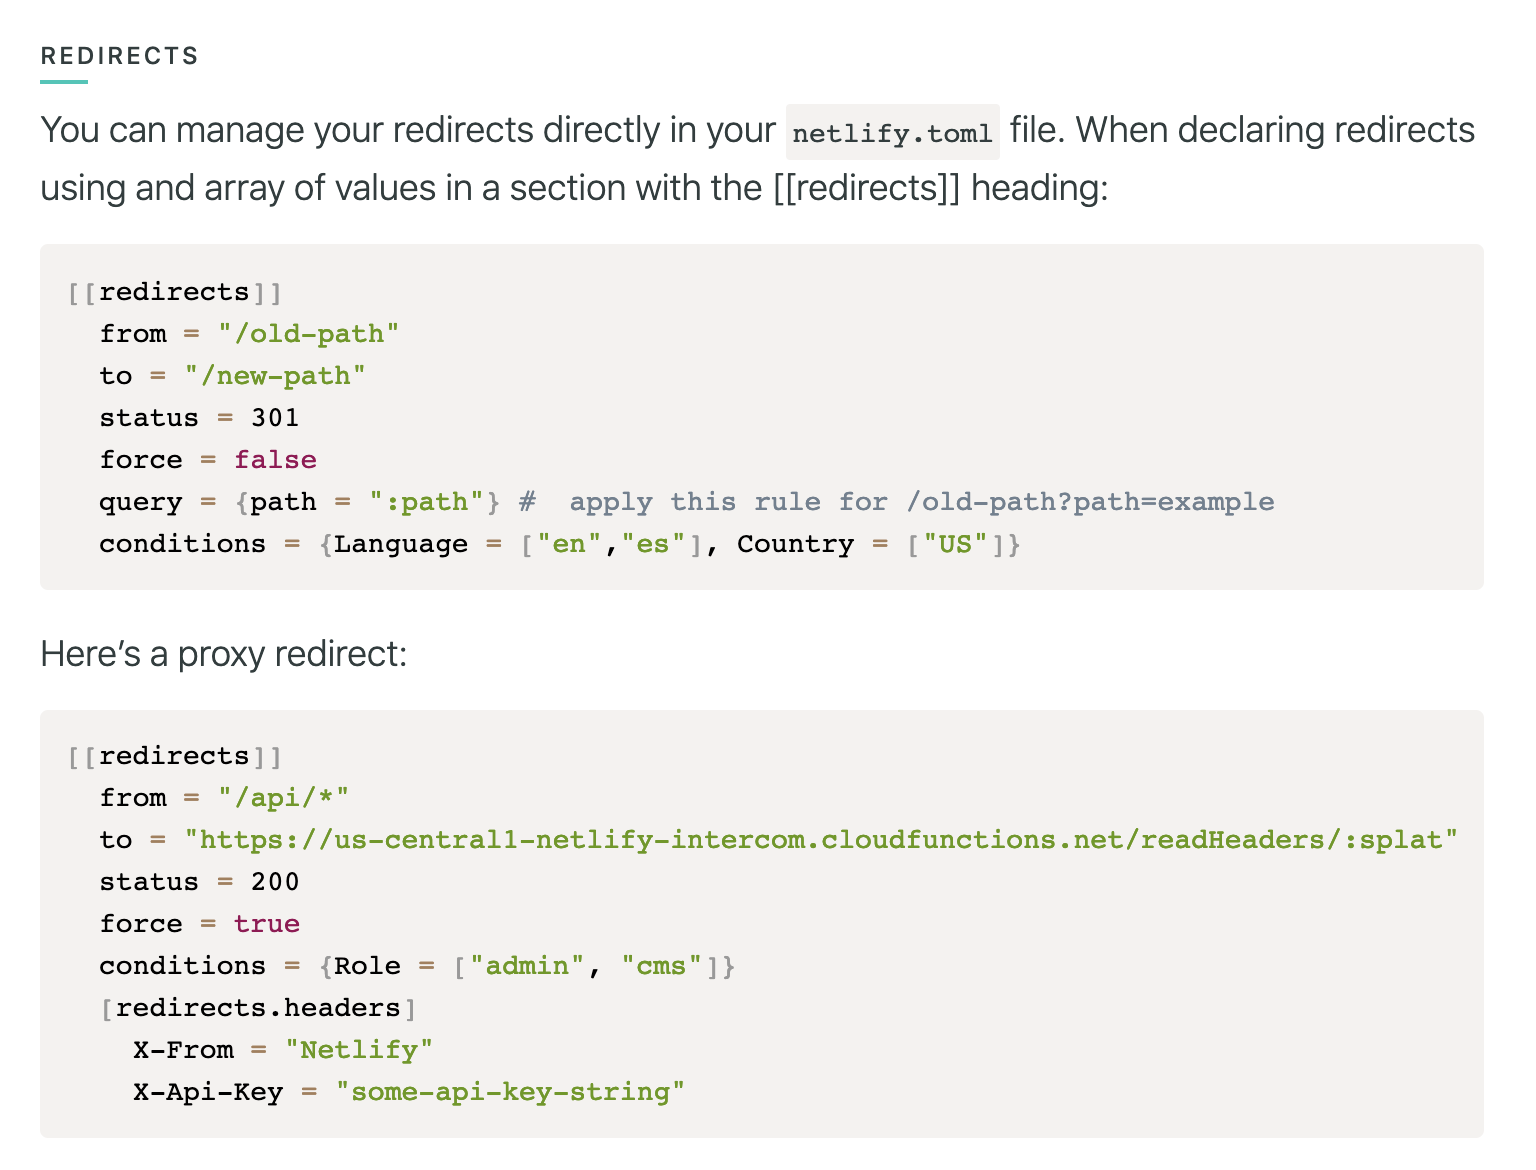 REDIRECTS
You can manage your redirects directly in your netlify.toml file. When declaring redirects
using and array of values in a section with the [[redirects]] heading:
[[redirects]]
  from = "/old-path"
  to = "/new-path"
  status = 301
  force = false
  query = {path = ":path"} #  apply this rule for /old-path?path=example
  conditions = {Language = ["en","es"], Country = ["US"]}
Here’s a proxy redirect:
[[redirects]]
  from = "/api/*"
  to = "https://us-central1-netlify-intercom.cloudfunctions.net/readHeaders/:splat"
  status = 200
  force = true
  conditions = {Role = ["admin", "cms"]}
  [redirects.headers]
    X-From = "Netlify"
    X-Api-Key = "some-api-key-string"